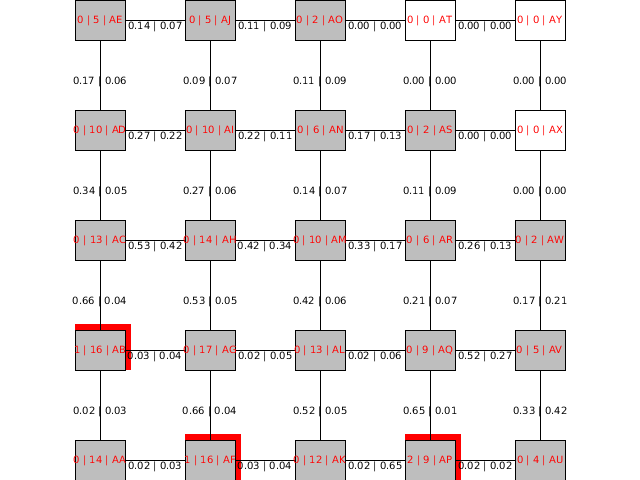 0 | 5 | AE 0.14 | 0.07 0 | 5 | AJ 0.11 | 0.09 0 | 2 | AO 0.00 | 0.00 0 | 0 | AT 0.00 | 0.00 0 | 0 | AY
0.17 | 0.06 0.09 | 0.07 0.11 | 0.09 0.00 | 0.00 0.00 | 0.00
0 | 10 | AD 0.27 | 0.22 0 | 10 | AI 0.22 | 0.11 0 | 6 | AN 0.17 | 0.13 0 | 2 | AS 0.00 | 0.00 0 | 0 | AX
0.34 | 0.05 0.27 | 0.06 0.14 | 0.07 0.11 | 0.09 0.00 | 0.00
0 | 13 | AC 0.53 | 0.42 0 | 14 | AH 0.42 | 0.34 0 | 10 | AM 0.33 | 0.17 0 | 6 | AR 0.26 | 0.13 0 | 2 | AW
0.66 | 0.04 0.53 | 0.05 0.42 | 0.06 0.21 | 0.07 0.17 | 0.21
1 | 16 | AB 0.03 | 0.04 0 | 17 | AG 0.02 | 0.05 0 | 13 | AL 0.02 | 0.06 0 | 9 | AQ 0.52 | 0.27 0 | 5 | AV
0.02 | 0.03 0.66 | 0.04 0.52 | 0.05 0.65 | 0.01 0.33 | 0.42
0 | 14 | AA 0.02 | 0.03 1 | 16 | AF 0.03 | 0.04 0 | 12 | AK 0.02 | 0.65 2 | 9 | AP 0.02 | 0.02 0 | 4 | AU